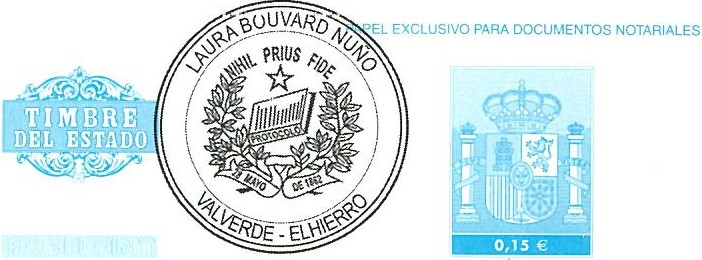 PAPEL EXCLUSIVO PARA DOCUMENTOS NOTARIALES
LAURA BOUVARD NUÑO
NIHIL PRIUS FIDE
PROTOCOLO
28 MAYO DE 1862
VALVERDE - ELHIERRO
TIMBRE
DEL ESTADO
0,15 €